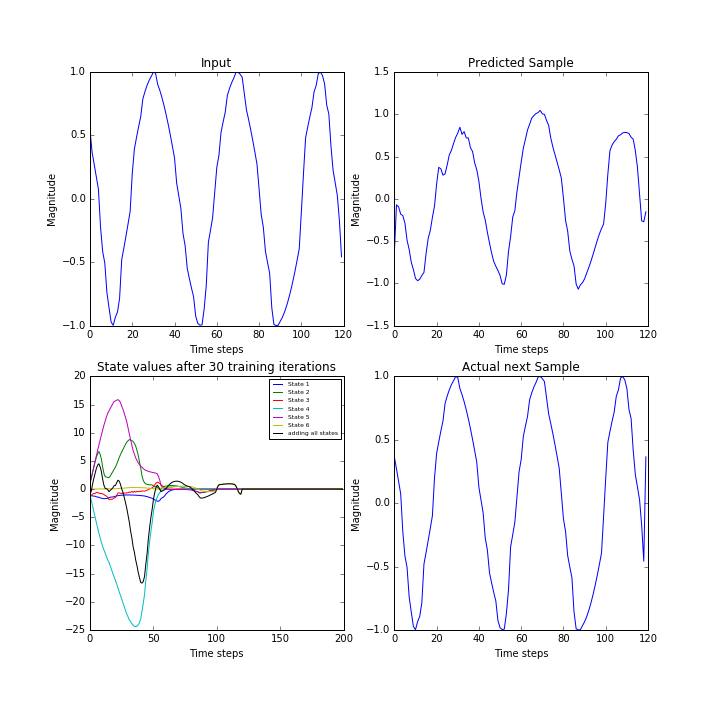 Input
Predicted Sample
1.0
0.5
0.0
−0.5
−1.0
Magnitude
0
20
40
60
80
100
120
Time steps
1.5
1.0
0.5
0.0
−0.5
−1.0
−1.5
Magnitude
0
20
40
60
80
100
120
Time steps
State values after 30 training iterations
Actual next Sample
20
15
10
5
0
−5
−10
−15
−20
−25
Magnitude
State 1
State 2
State 3
State 4
State 5
State 6
adding all states
0
50
100
150
200
Time steps
1.0
0.5
0.0
−0.5
−1.0
Magnitude
0
20
40
60
80
100
120
Time steps